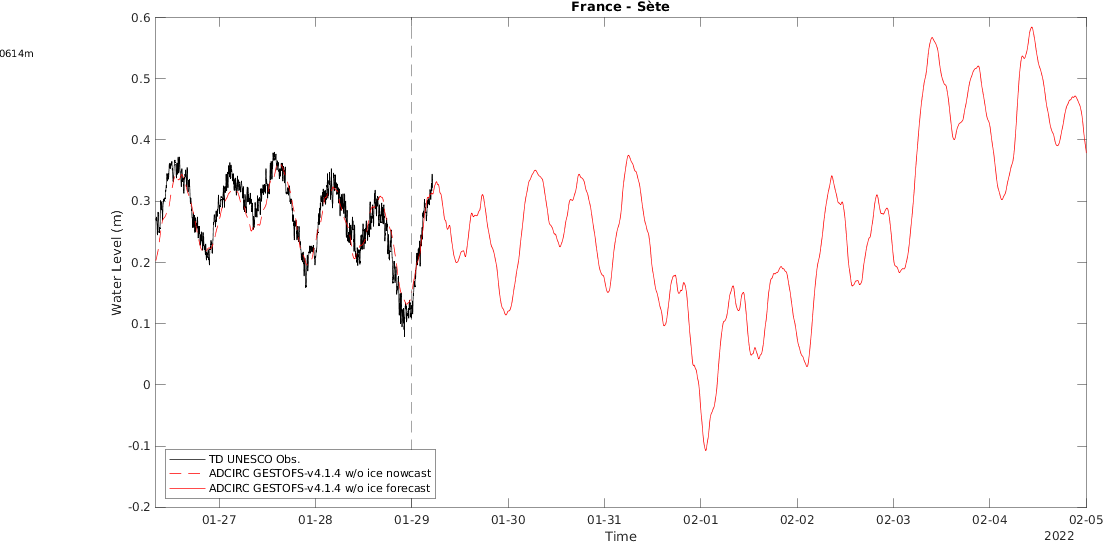 France - Sète
0614m
Water Level (m)
0.6
0.5
0.4
0.3
0.2
0.1
0
-0.1
-0.2
TD UNESCO Obs.
ADCIRC GESTOFS-v4.1.4 w/o ice nowcast
ADCIRC GESTOFS-v4.1.4 w/o ice forecast
01-27 01-28 01-29 01-30 01-31 02-01 02-02 02-03 02-04 02-05
Time
2022